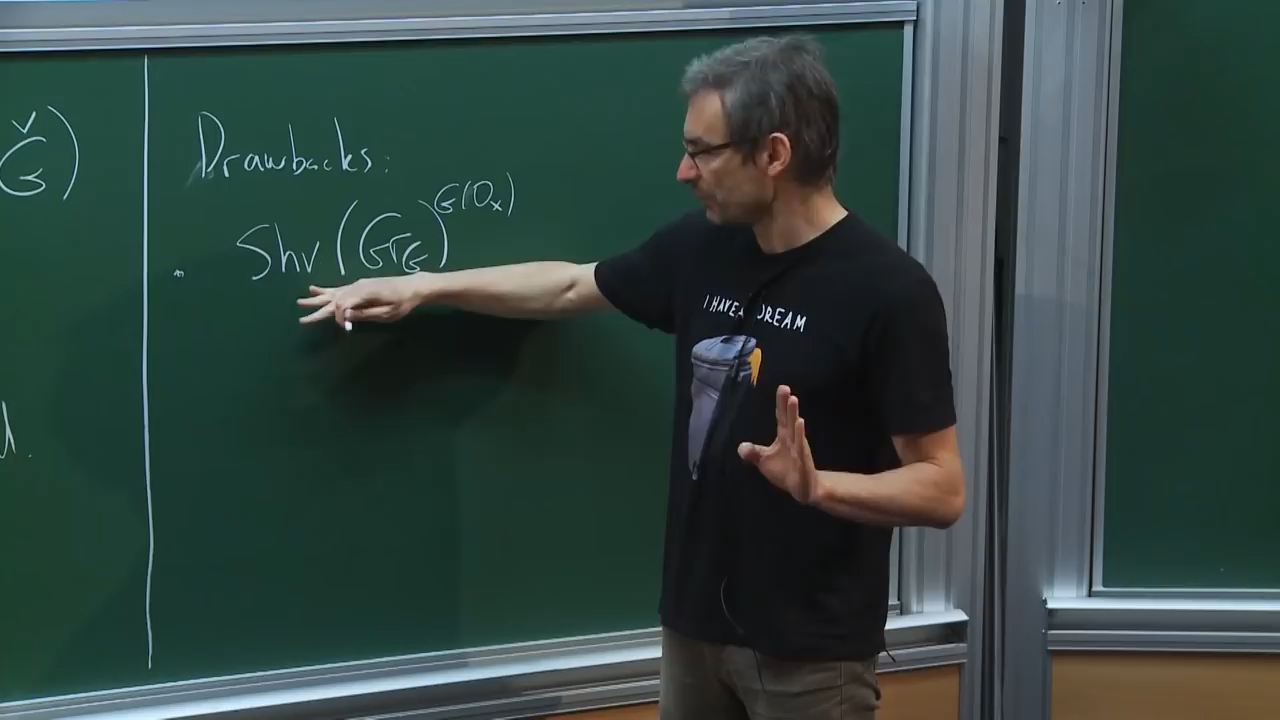 Ǧ)
Drawbacks:
Shv(Gr_G)^{G(O_x)}
d.
I HAVE A DREAM